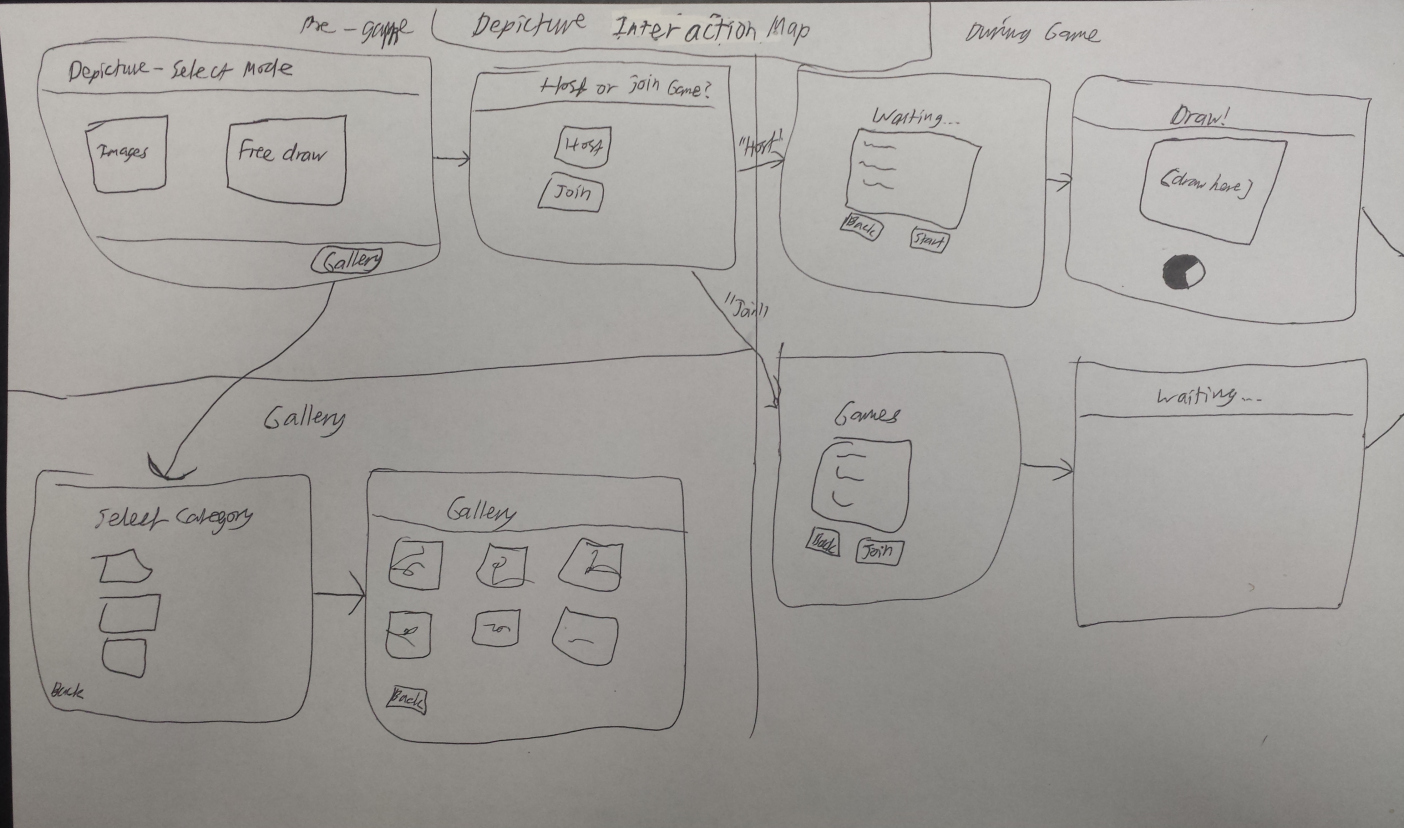 Pre-game
Depicture Interaction Map
During Game
Depicture - Select Mode
Images
Free draw
Gallery
Host or Join Game?
Host
Join
"Host"
"Join"
Waiting...
Back
Start
Draw!
[draw here]
Gallery
Select Category
Back
Gallery
Back
Games
Back
Join
Waiting...